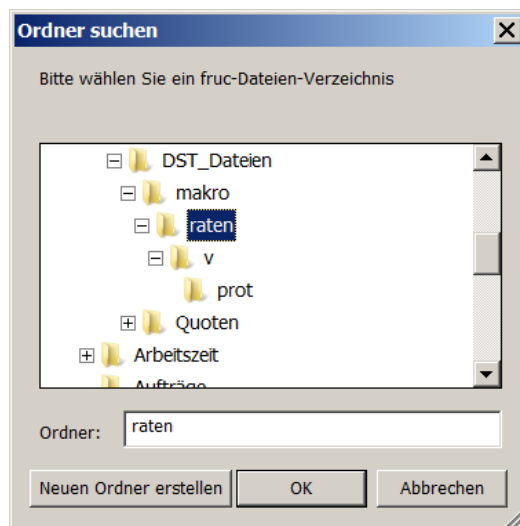 Ordner suchen
Bitte wählen Sie ein fruc-Dateien-Verzeichnis
DST_Dateien
makro
raten
v
prot
Quoten
Arbeitszeit
Aufträge
Ordner: raten
Neuen Ordner erstellen OK Abbrechen